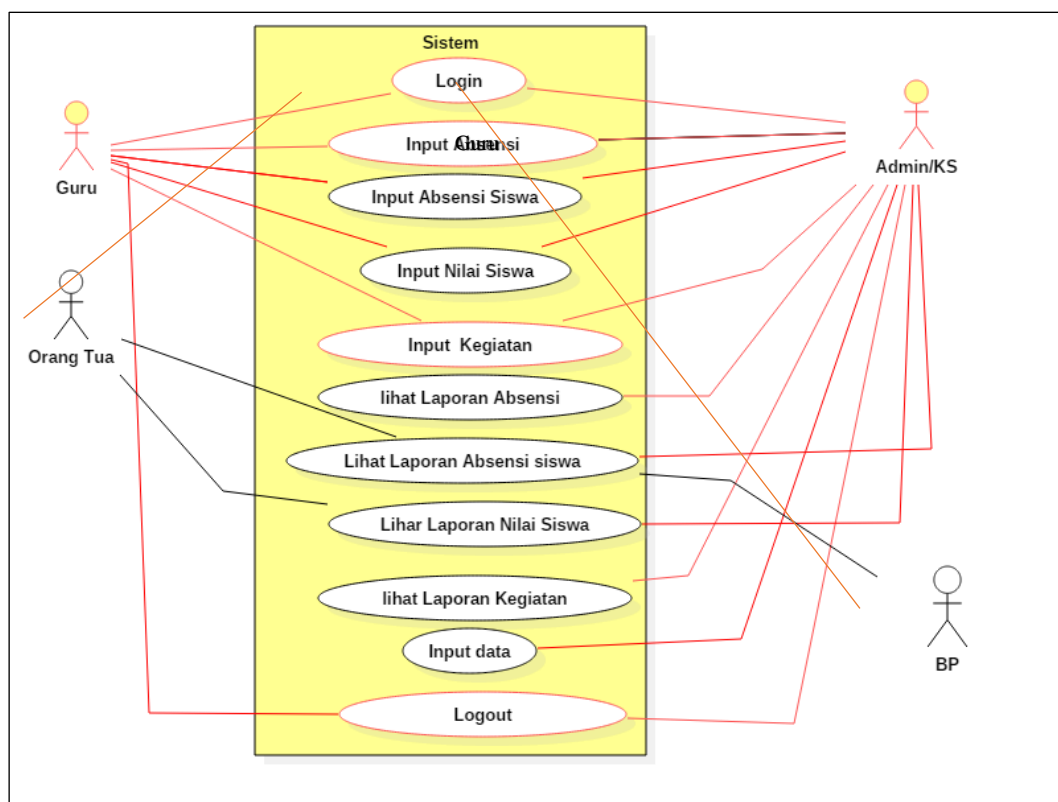 Sistem
Login
Guru
Input Absensi
Guru
Admin/KS
Input Absensi Siswa
Input Nilai Siswa
Orang Tua
Input Kegiatan
lihat Laporan Absensi
Lihat Laporan Absensi siswa
Lihar Laporan Nilai Siswa
lihat Laporan Kegiatan
Input data
BP
Logout